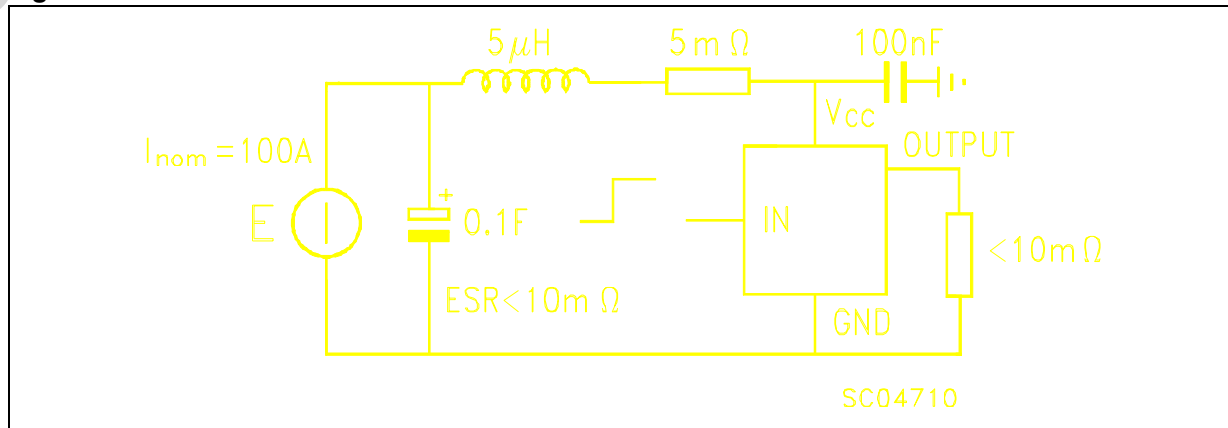 5μH
5mΩ
100nF
VCC
OUTPUT
Inom =100A
E
+
0.1F
IN
<10mΩ
ESR<10mΩ
GND
SC04710